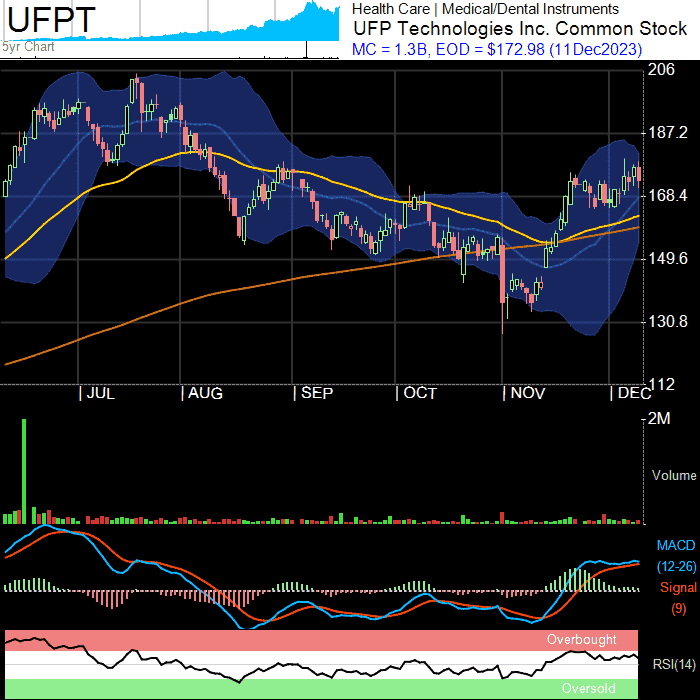 UFPT
5yr Chart
Health Care | Medical/Dental Instruments
UFP Technologies Inc. Common Stock
MC = 1.3B, EOD = $172.98 (11Dec2023)
206
187.2
168.4
149.6
130.8
112
JUL
AUG
SEP
OCT
NOV
DEC
2M
Volume
MACD
(12-26)
Signal
(9)
Overbought
RSI(14)
Oversold